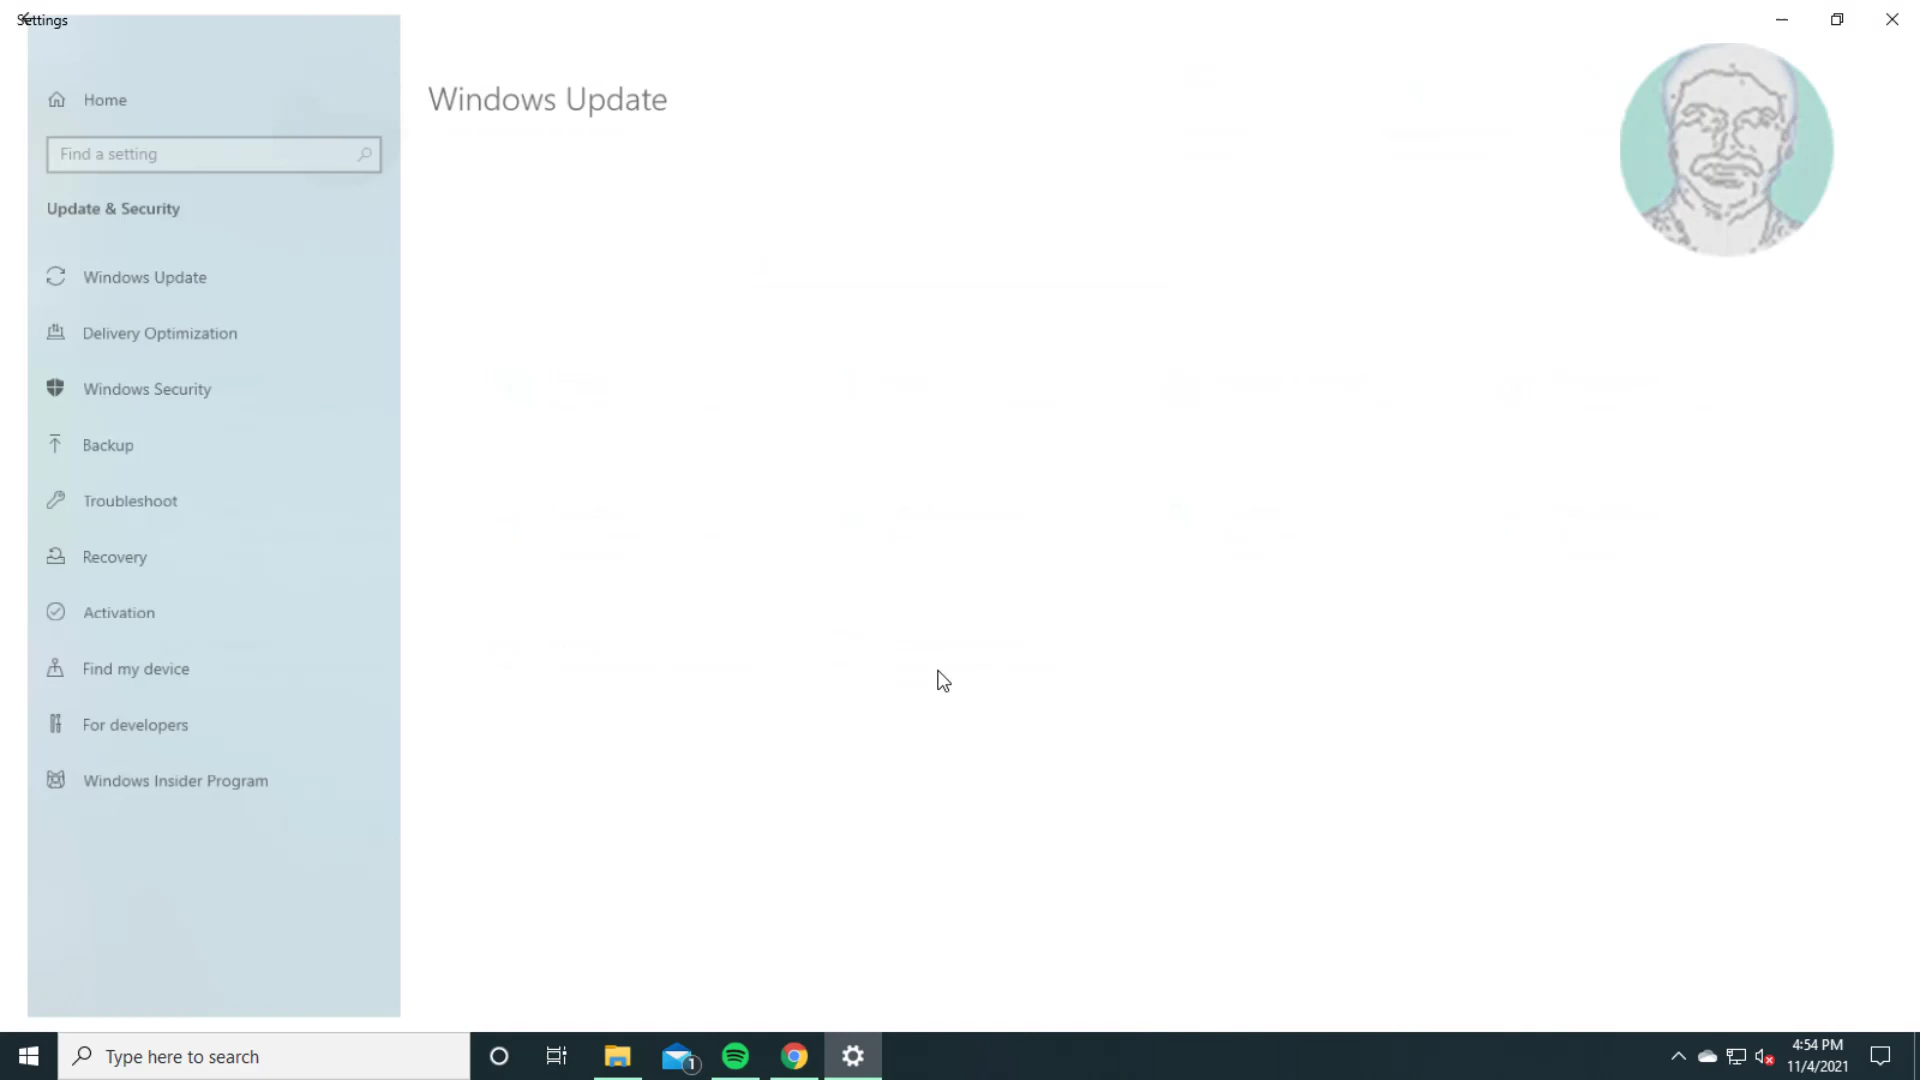 Settings
Home
Windows Update
Find a setting
Update & Security
Windows Update
Delivery Optimization
Windows Security
Backup
Troubleshoot
Recovery
Activation
Find my device
For developers
Windows Insider Program
Type here to search
1
4:54 PM
11/4/2021